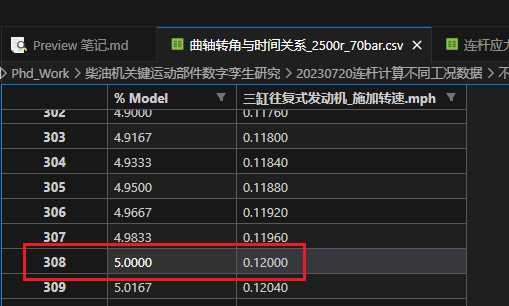 Preview 笔记.md
曲轴转角与时间关系_2500r_70bar.csv
连杆应
Phd_Work > 柴油机关键运动部件数字孪生研究 > 20230720连杆计算不同工况数据 > 不
% Model 三缸往复式发动机_施加转速.mph
302 4.9000 0.11760
303 4.9167 0.11800
304 4.9333 0.11840
305 4.9500 0.11880
306 4.9667 0.11920
307 4.9833 0.11960
308 5.0000 0.12000
309 5.0167 0.12040